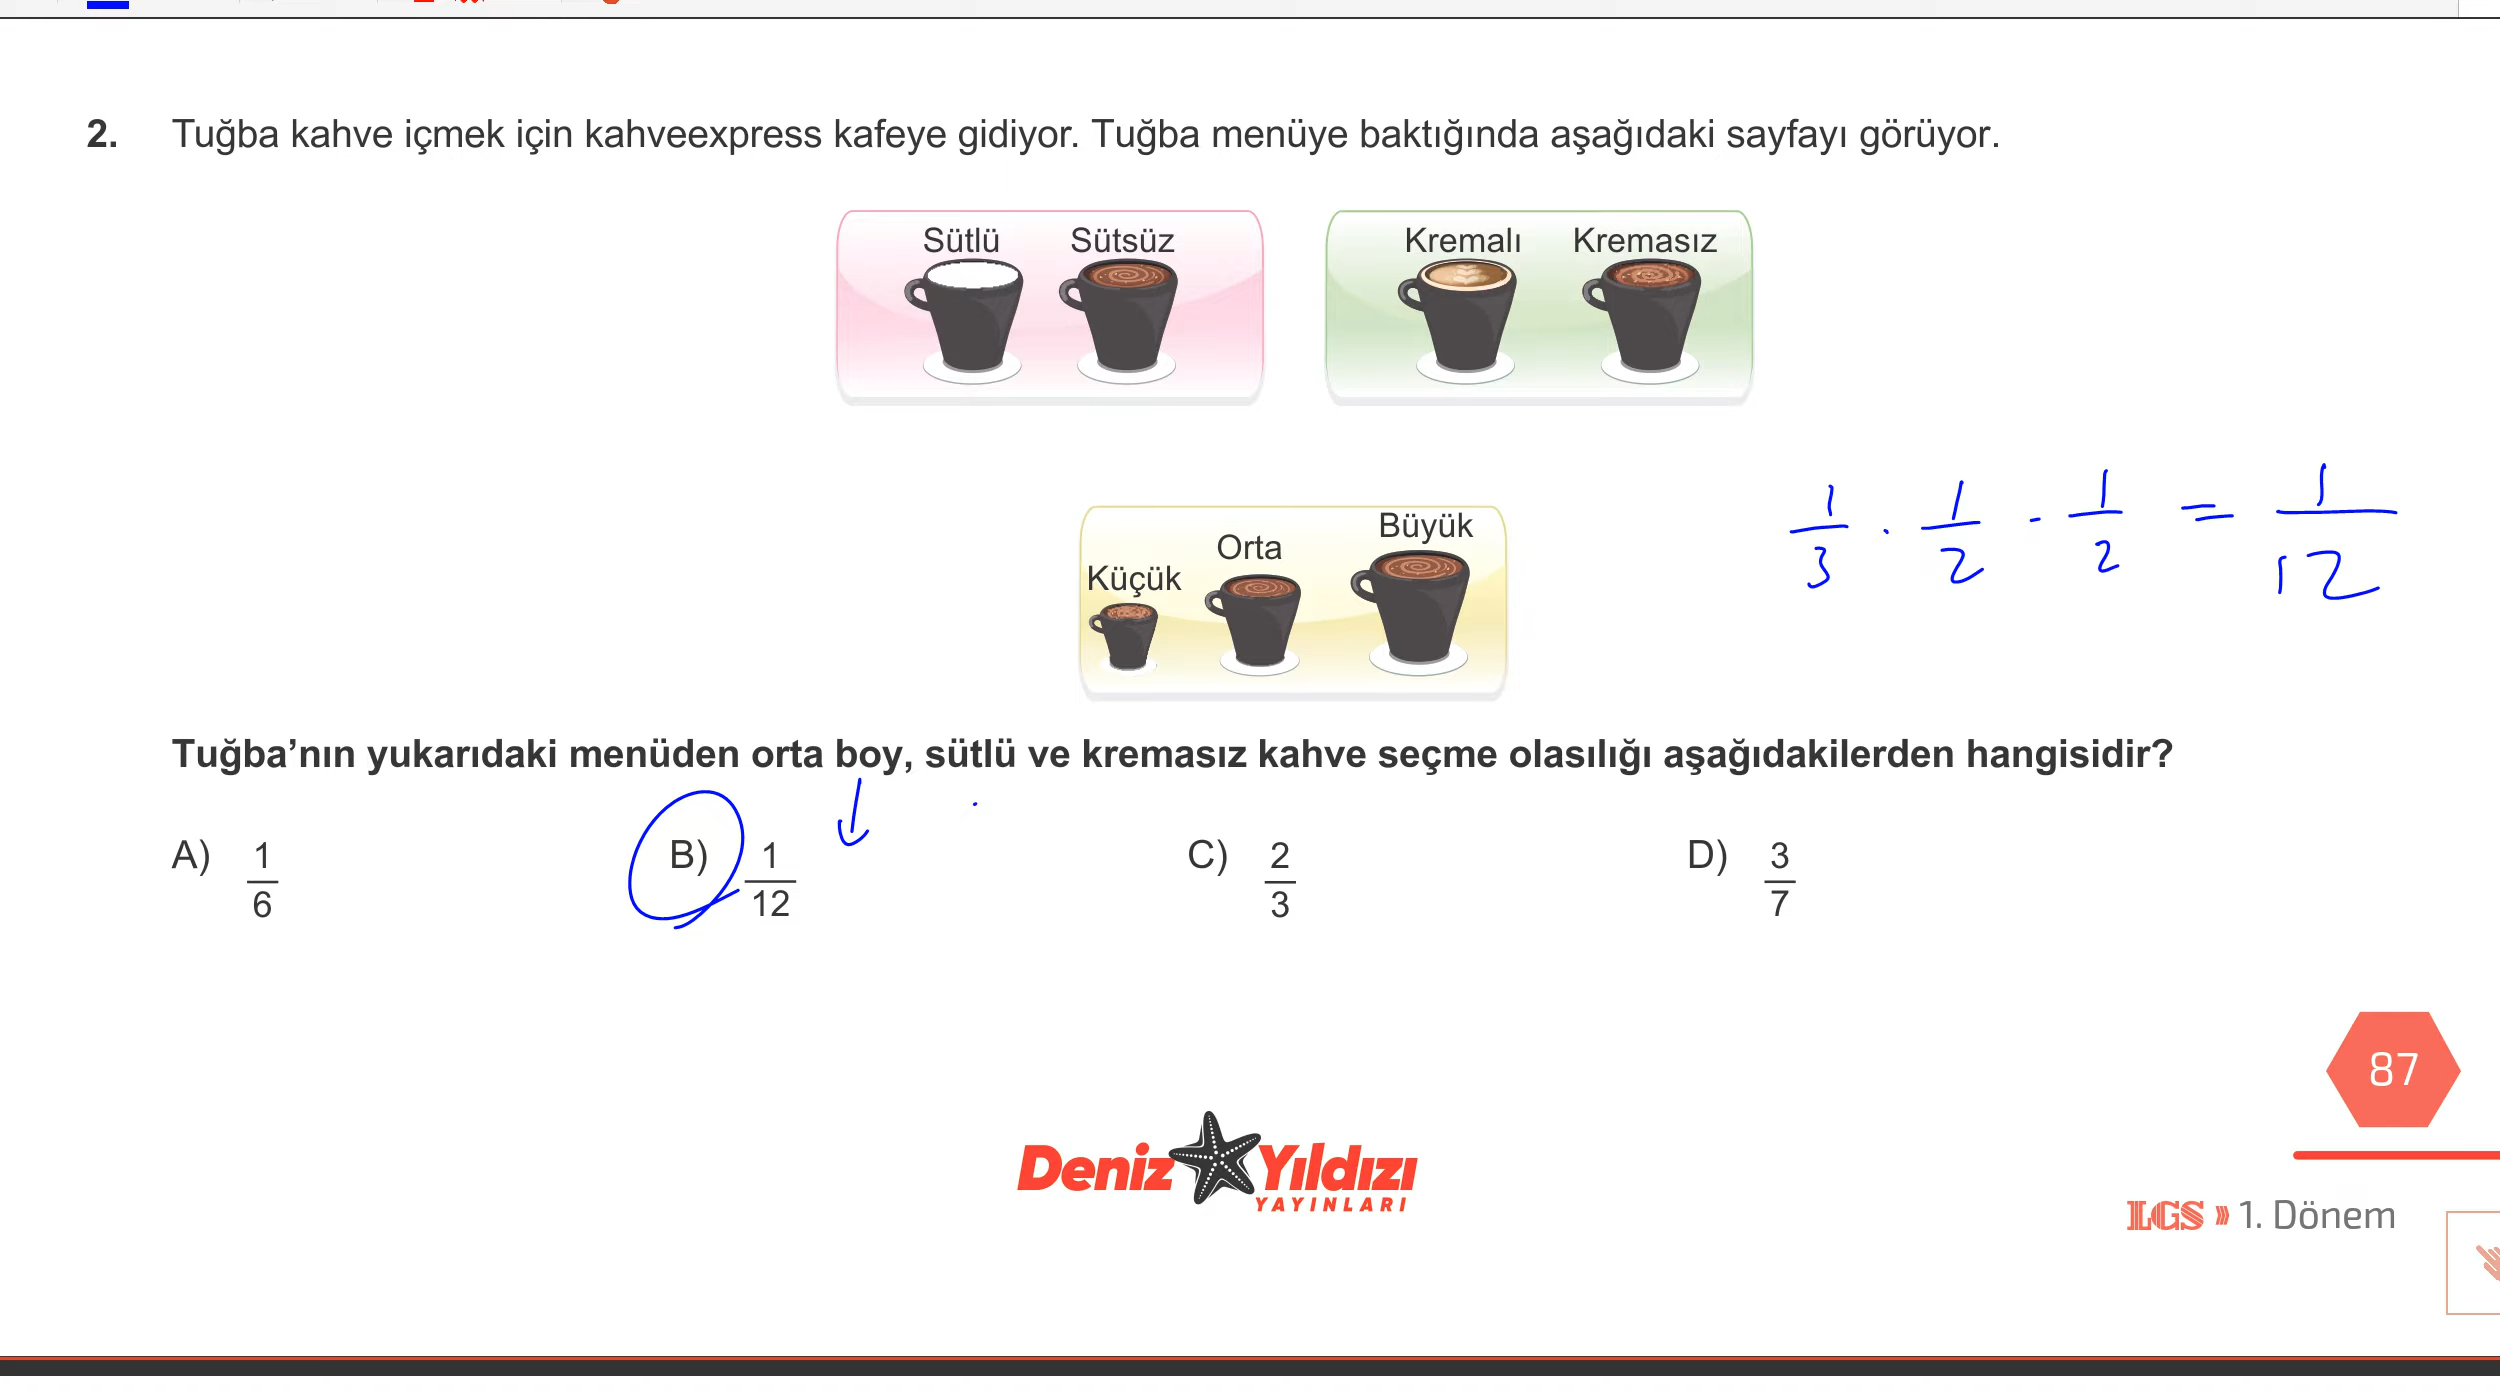 2. Tuğba kahve içmek için kahveexpress kafeye gidiyor. Tuğba menüye baktığında aşağıdaki sayfayı görüyor.
Sütlü Sütsüz
Kremalı Kremasız
Küçük Orta Büyük
1/3 . 1/2 . 1/2 = 1/12
Tuğba’nın yukarıdaki menüden orta boy, sütlü ve kremasız kahve seçme olasılığı aşağıdakilerden hangisidir?
A) 1/6 B) 1/12 C) 2/3 D) 3/7
87
Deniz Yıldızı
YAYINLARI
LGS 1. Dönem